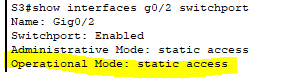 S3#show interfaces g0/2 switchport
Name: Gig0/2
Switchport: Enabled
Administrative Mode: static access
Operational Mode: static access